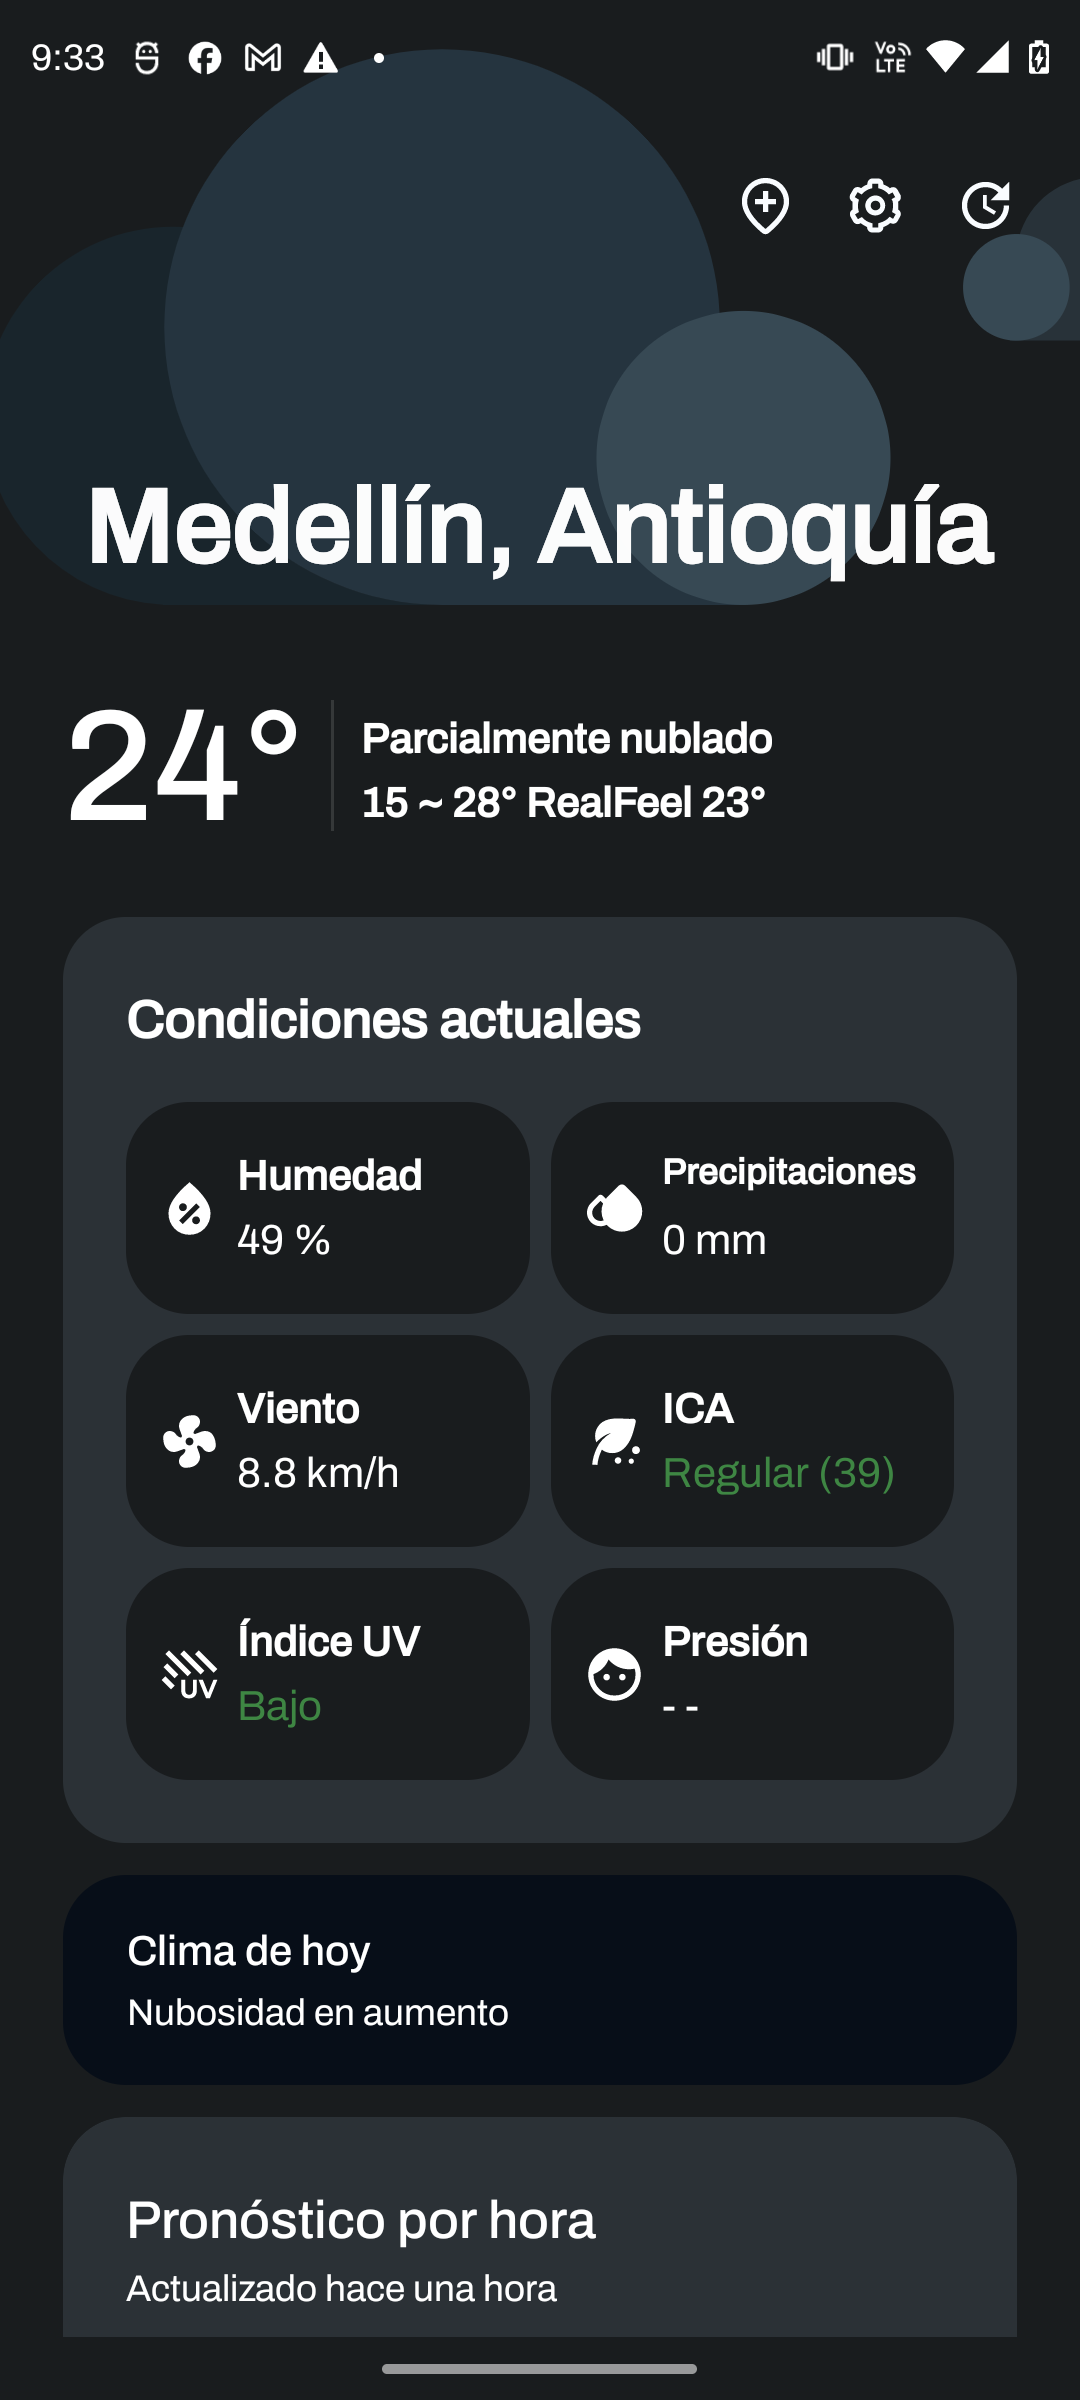 9:33
Vo LTE
Medellín, Antioquía
24°
Parcialmente nublado
15 ~ 28° RealFeel 23°
Condiciones actuales
Humedad
49 %
Precipitaciones
0 mm
Viento
8.8 km/h
ICA
Regular (39)
UV
Índice UV
Bajo
Presión
- -
Clima de hoy
Nubosidad en aumento
Pronóstico por hora
Actualizado hace una hora